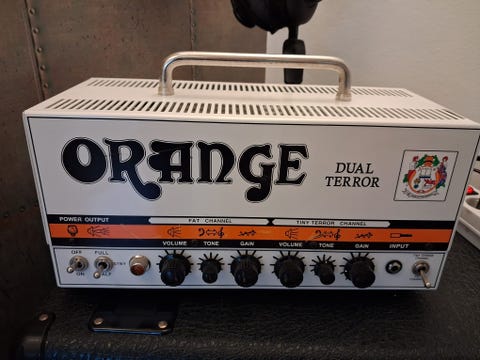 ORANGE
DUAL
TERROR
POWER OUTPUT
FAT CHANNEL
TINY TERROR CHANNEL
VOLUME TONE GAIN VOLUME TONE GAIN INPUT
OFF FULL
STBY
ON HALF